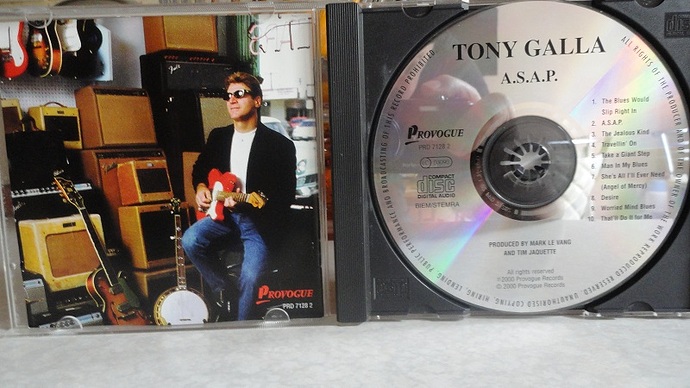 Fender
PROVOGUE
PRD 7128 2
TONY GALLA
A.S.A.P.
PROVOGUE
PRD 7128 2
STEREO
COMPACT
disc
DIGITAL AUDIO
BIEM/STEMRA
1. The Blues Would
Slip Right In
2. A.S.A.P.
3. The Jealous Kind
4. Travellin' On
5. Take a Giant Step
6. Man In My Blues
7. She's All I'll Ever Need
(Angel of Mercy)
8. Desire
9. Worried Mind Blues
10. That'll Do It for Me
PRODUCED BY MARK LE VANG
AND TIM JAQUETTE
All rights reserved
℗2000 Provogue Records
© 2000 Provogue Records
ALL RIGHTS OF THE PRODUCER AND OF THE OWNER OF THE WORK REPRODUCED RESERVED. UNAUTHORISED COPYING, HIRING, LENDING, PUBLIC PERFORMANCE AND BROADCASTING OF THIS RECORD PROHIBITED